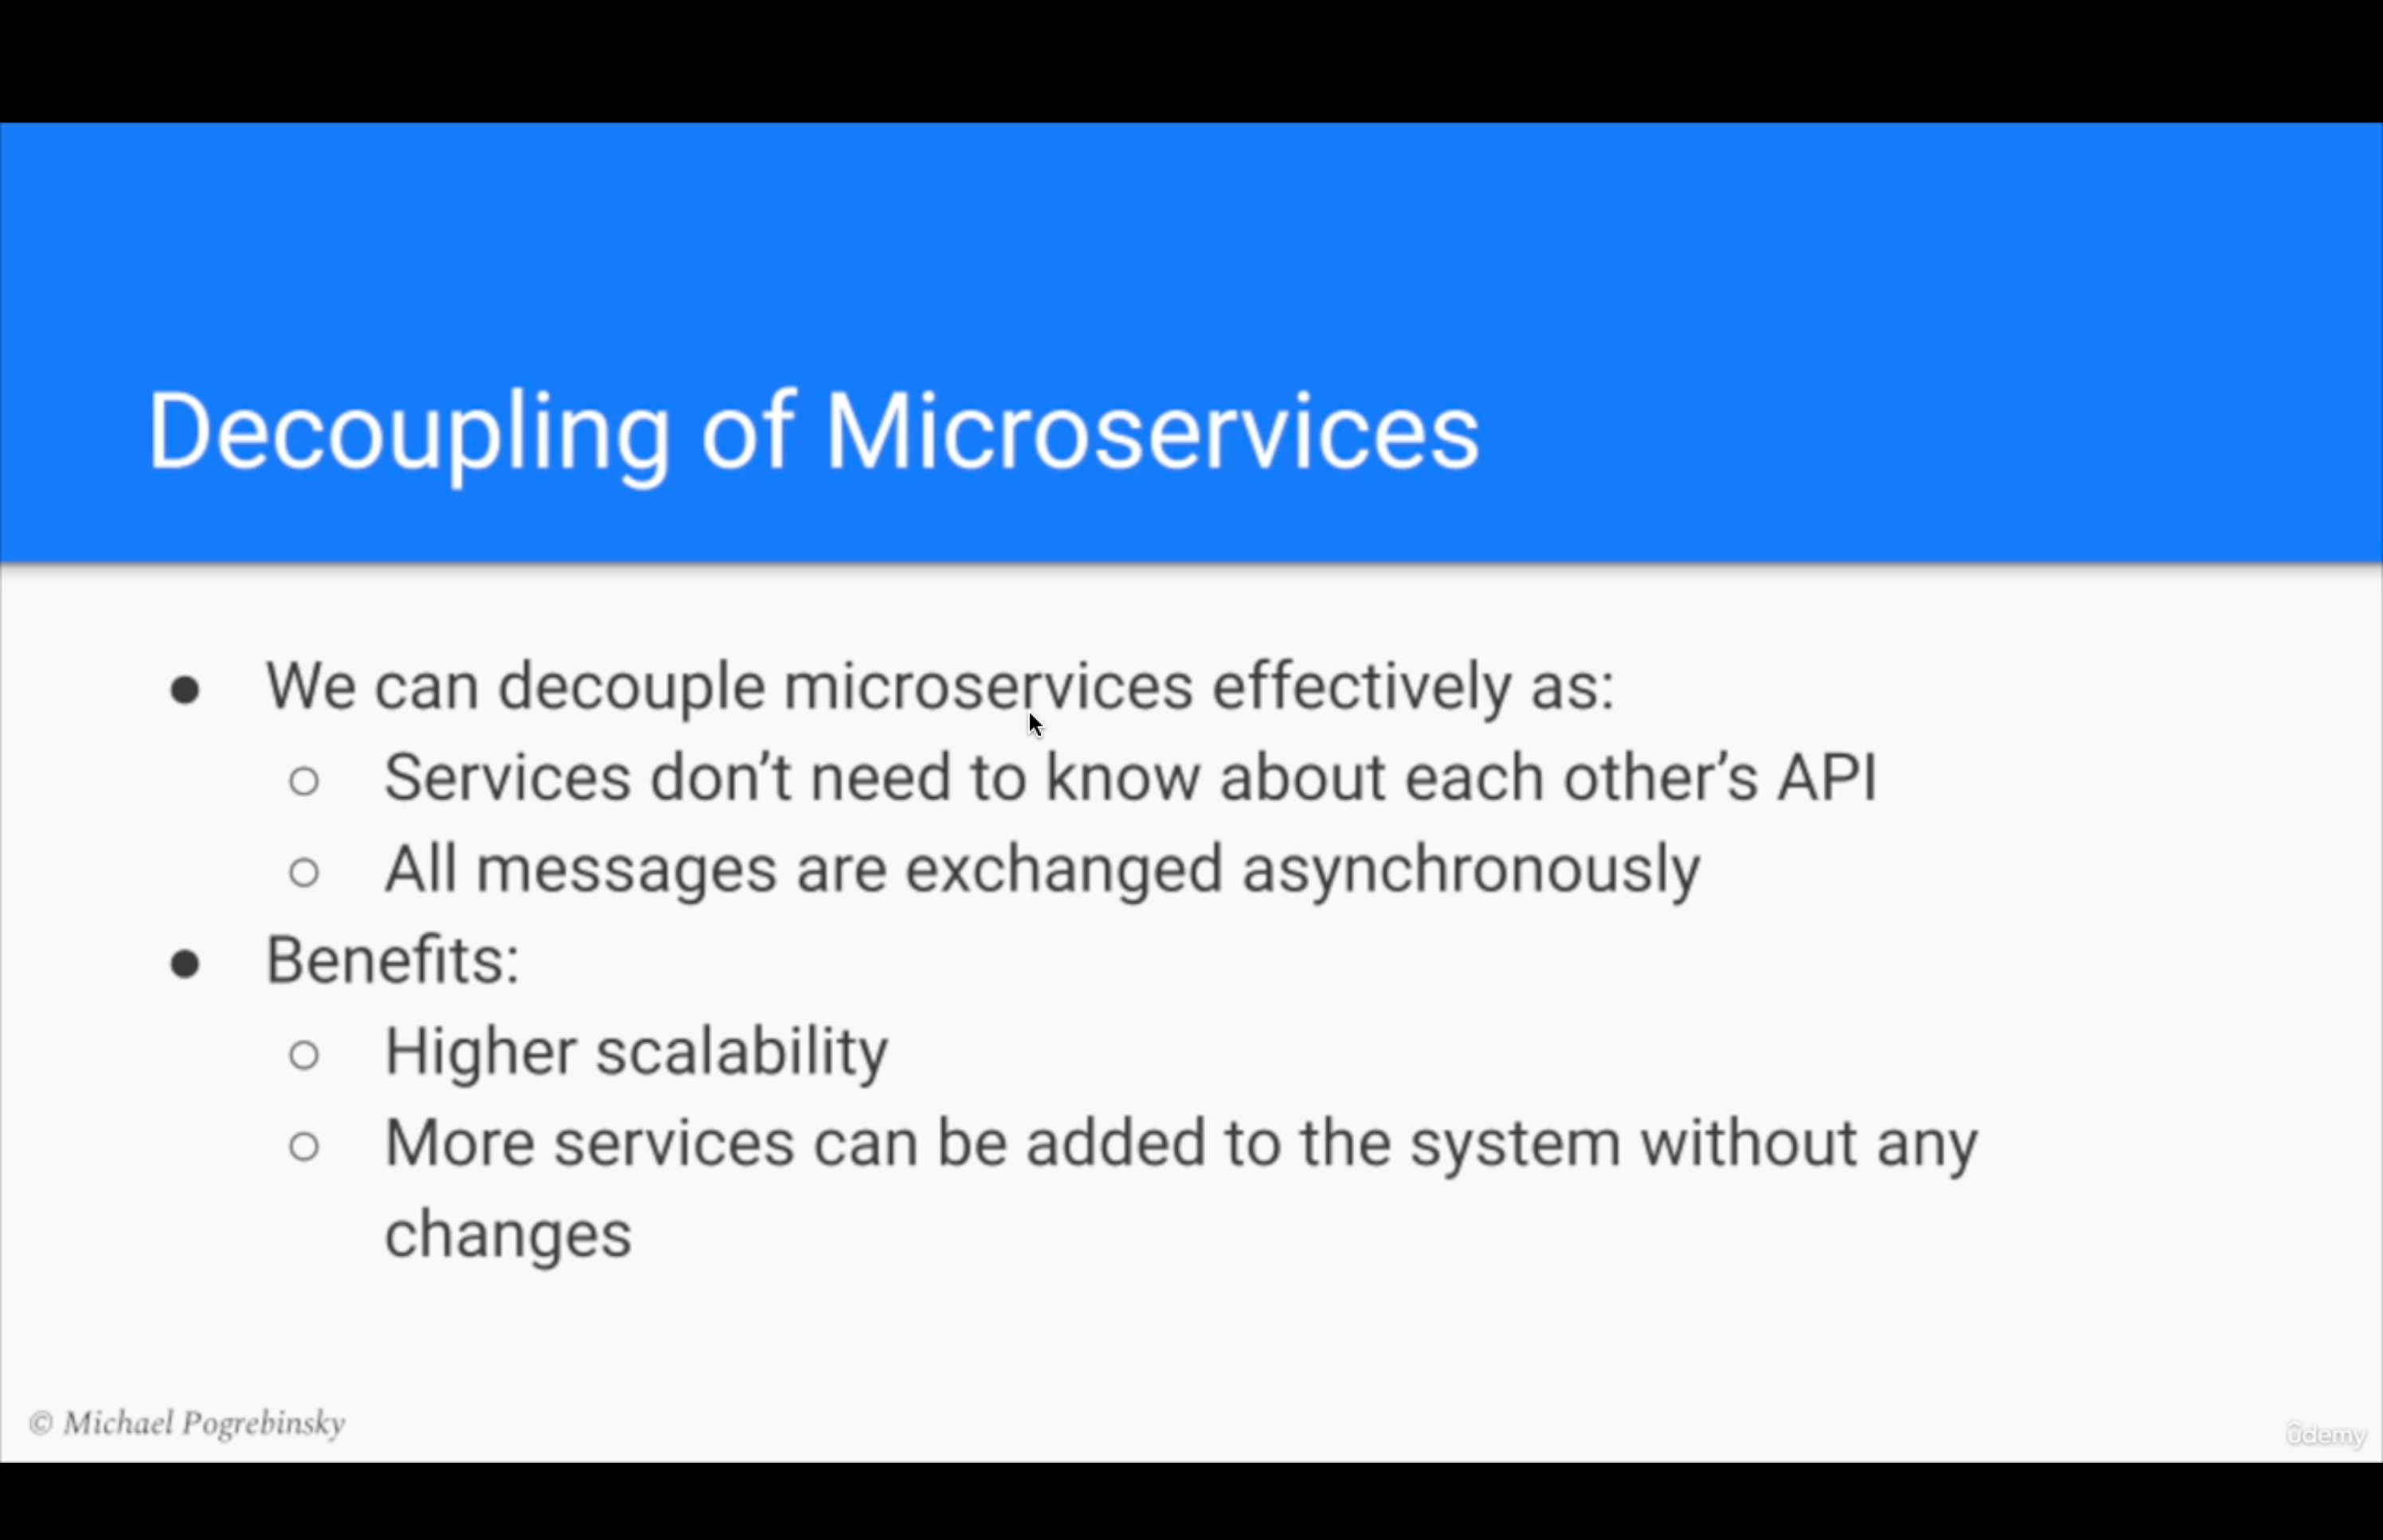 Decoupling of Microservices
● We can decouple microservices effectively as:
○ Services don’t need to know about each other’s API
○ All messages are exchanged asynchronously
● Benefits:
○ Higher scalability
○ More services can be added to the system without any
changes
© Michael Pogrebinsky
ûdemy